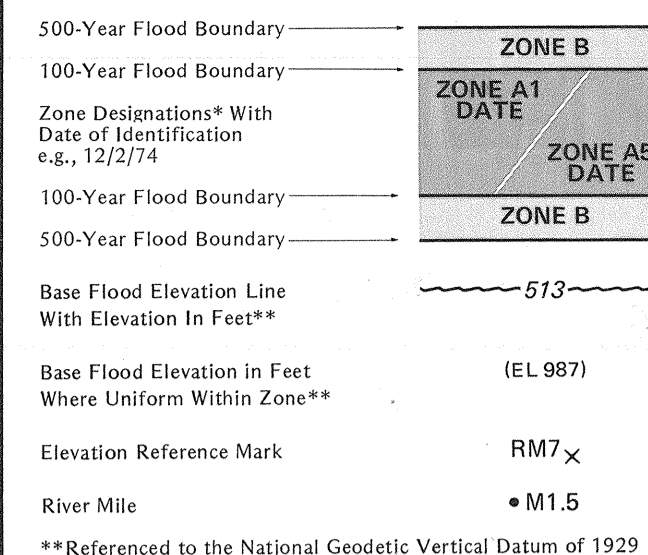 500-Year Flood Boundary
ZONE B
100-Year Flood Boundary
ZONE A1
DATE
Zone Designations* With
Date of Identification
e.g., 12/2/74
ZONE A5
DATE
100-Year Flood Boundary
ZONE B
500-Year Flood Boundary
Base Flood Elevation Line
With Elevation In Feet**
513
Base Flood Elevation in Feet
Where Uniform Within Zone**
(EL 987)
Elevation Reference Mark
RM7×
River Mile
•M1.5
**Referenced to the National Geodetic Vertical Datum of 1929